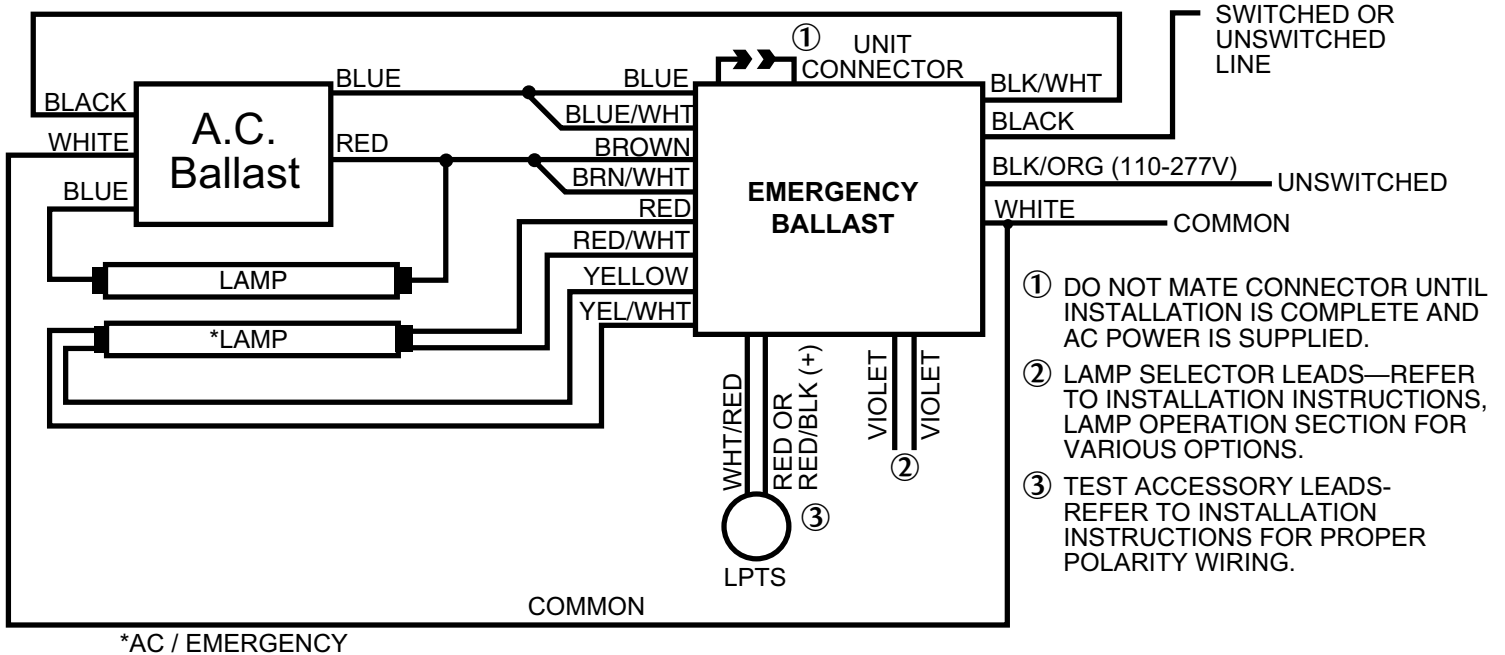 SWITCHED OR
UNSWITCHED
LINE
① UNIT
CONNECTOR
BLUE
BLUE
BLK/WHT
BLACK
A.C.
Ballast
BLUE/WHT
BLACK
WHITE
RED
BROWN
BLK/ORG (110-277V)
UNSWITCHED
BLUE
BRN/WHT
EMERGENCY
BALLAST
RED
WHITE
COMMON
RED/WHT
LAMP
YELLOW
YEL/WHT
*LAMP
WHT/RED
RED OR
RED/BLK (+)
VIOLET
VIOLET
②
③
LPTS
① DO NOT MATE CONNECTOR UNTIL
INSTALLATION IS COMPLETE AND
AC POWER IS SUPPLIED.
② LAMP SELECTOR LEADS—REFER
TO INSTALLATION INSTRUCTIONS,
LAMP OPERATION SECTION FOR
VARIOUS OPTIONS.
③ TEST ACCESSORY LEADS-
REFER TO INSTALLATION
INSTRUCTIONS FOR PROPER
POLARITY WIRING.
COMMON
*AC / EMERGENCY